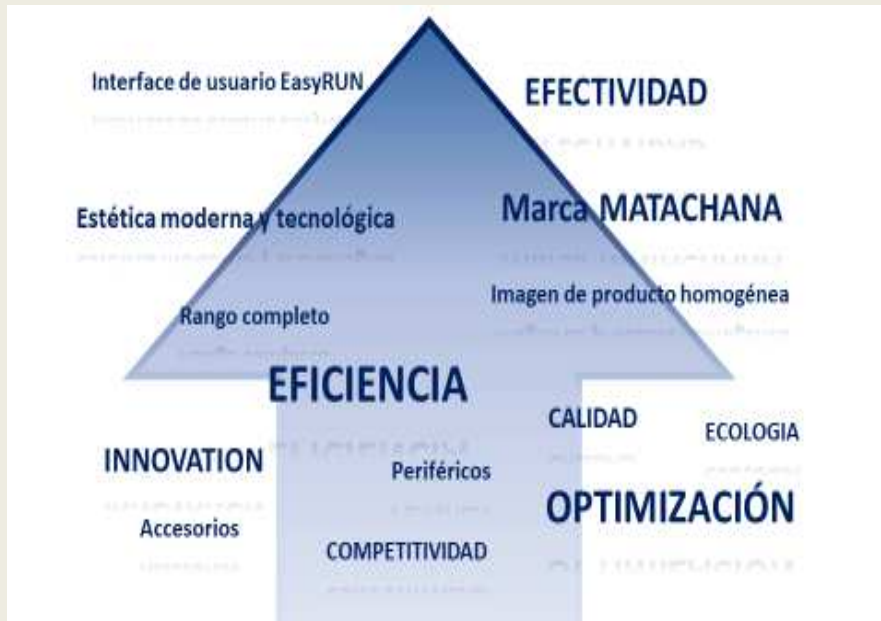 Interface de usuario EasyRUN
EFECTIVIDAD
Estética moderna y tecnológica
Marca MATACHANA
Imagen de producto homogénea
Rango completo
EFICIENCIA
CALIDAD
ECOLOGIA
INNOVATION
Periféricos
OPTIMIZACIÓN
Accesorios
COMPETITIVIDAD